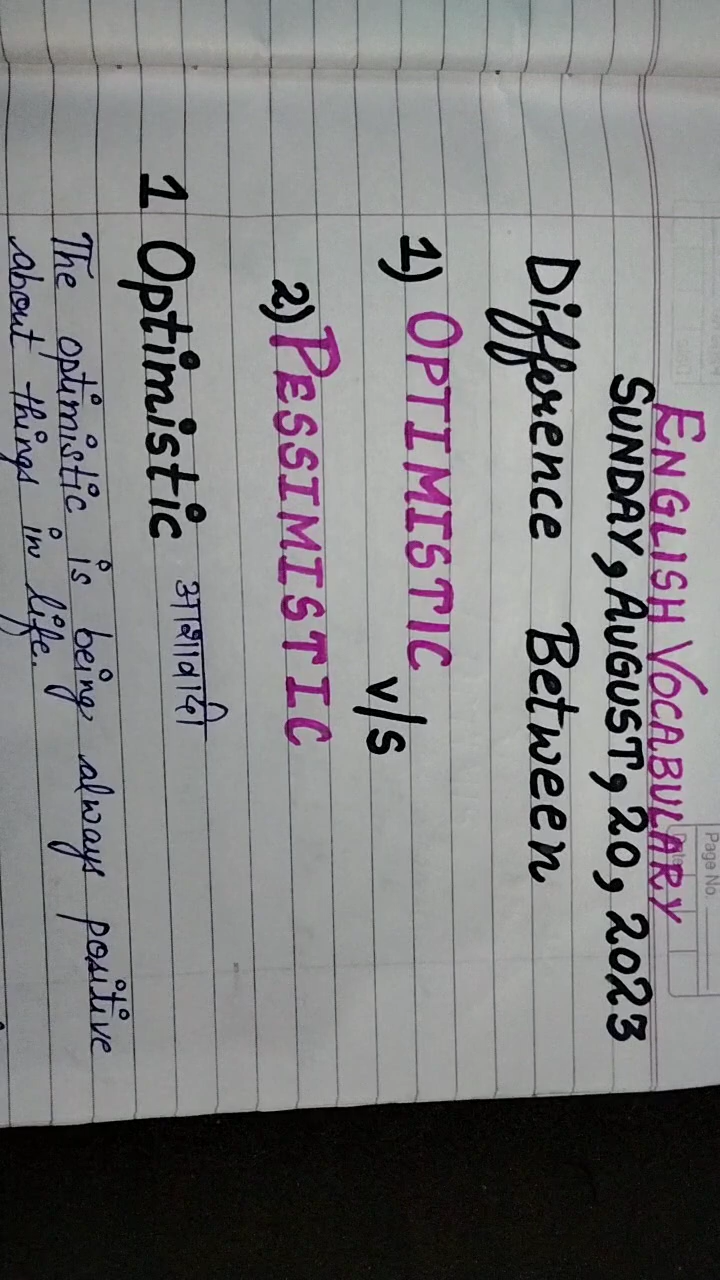 Page No.
Date
ENGLISH VOCABULARY
SUNDAY, AUGUST, 20, 2023
Difference Between
1) OPTIMISTIC
v/s
2) PESSIMISTIC
1 Optimistic आशावादी
The optimistic is being always positive
about things in life.